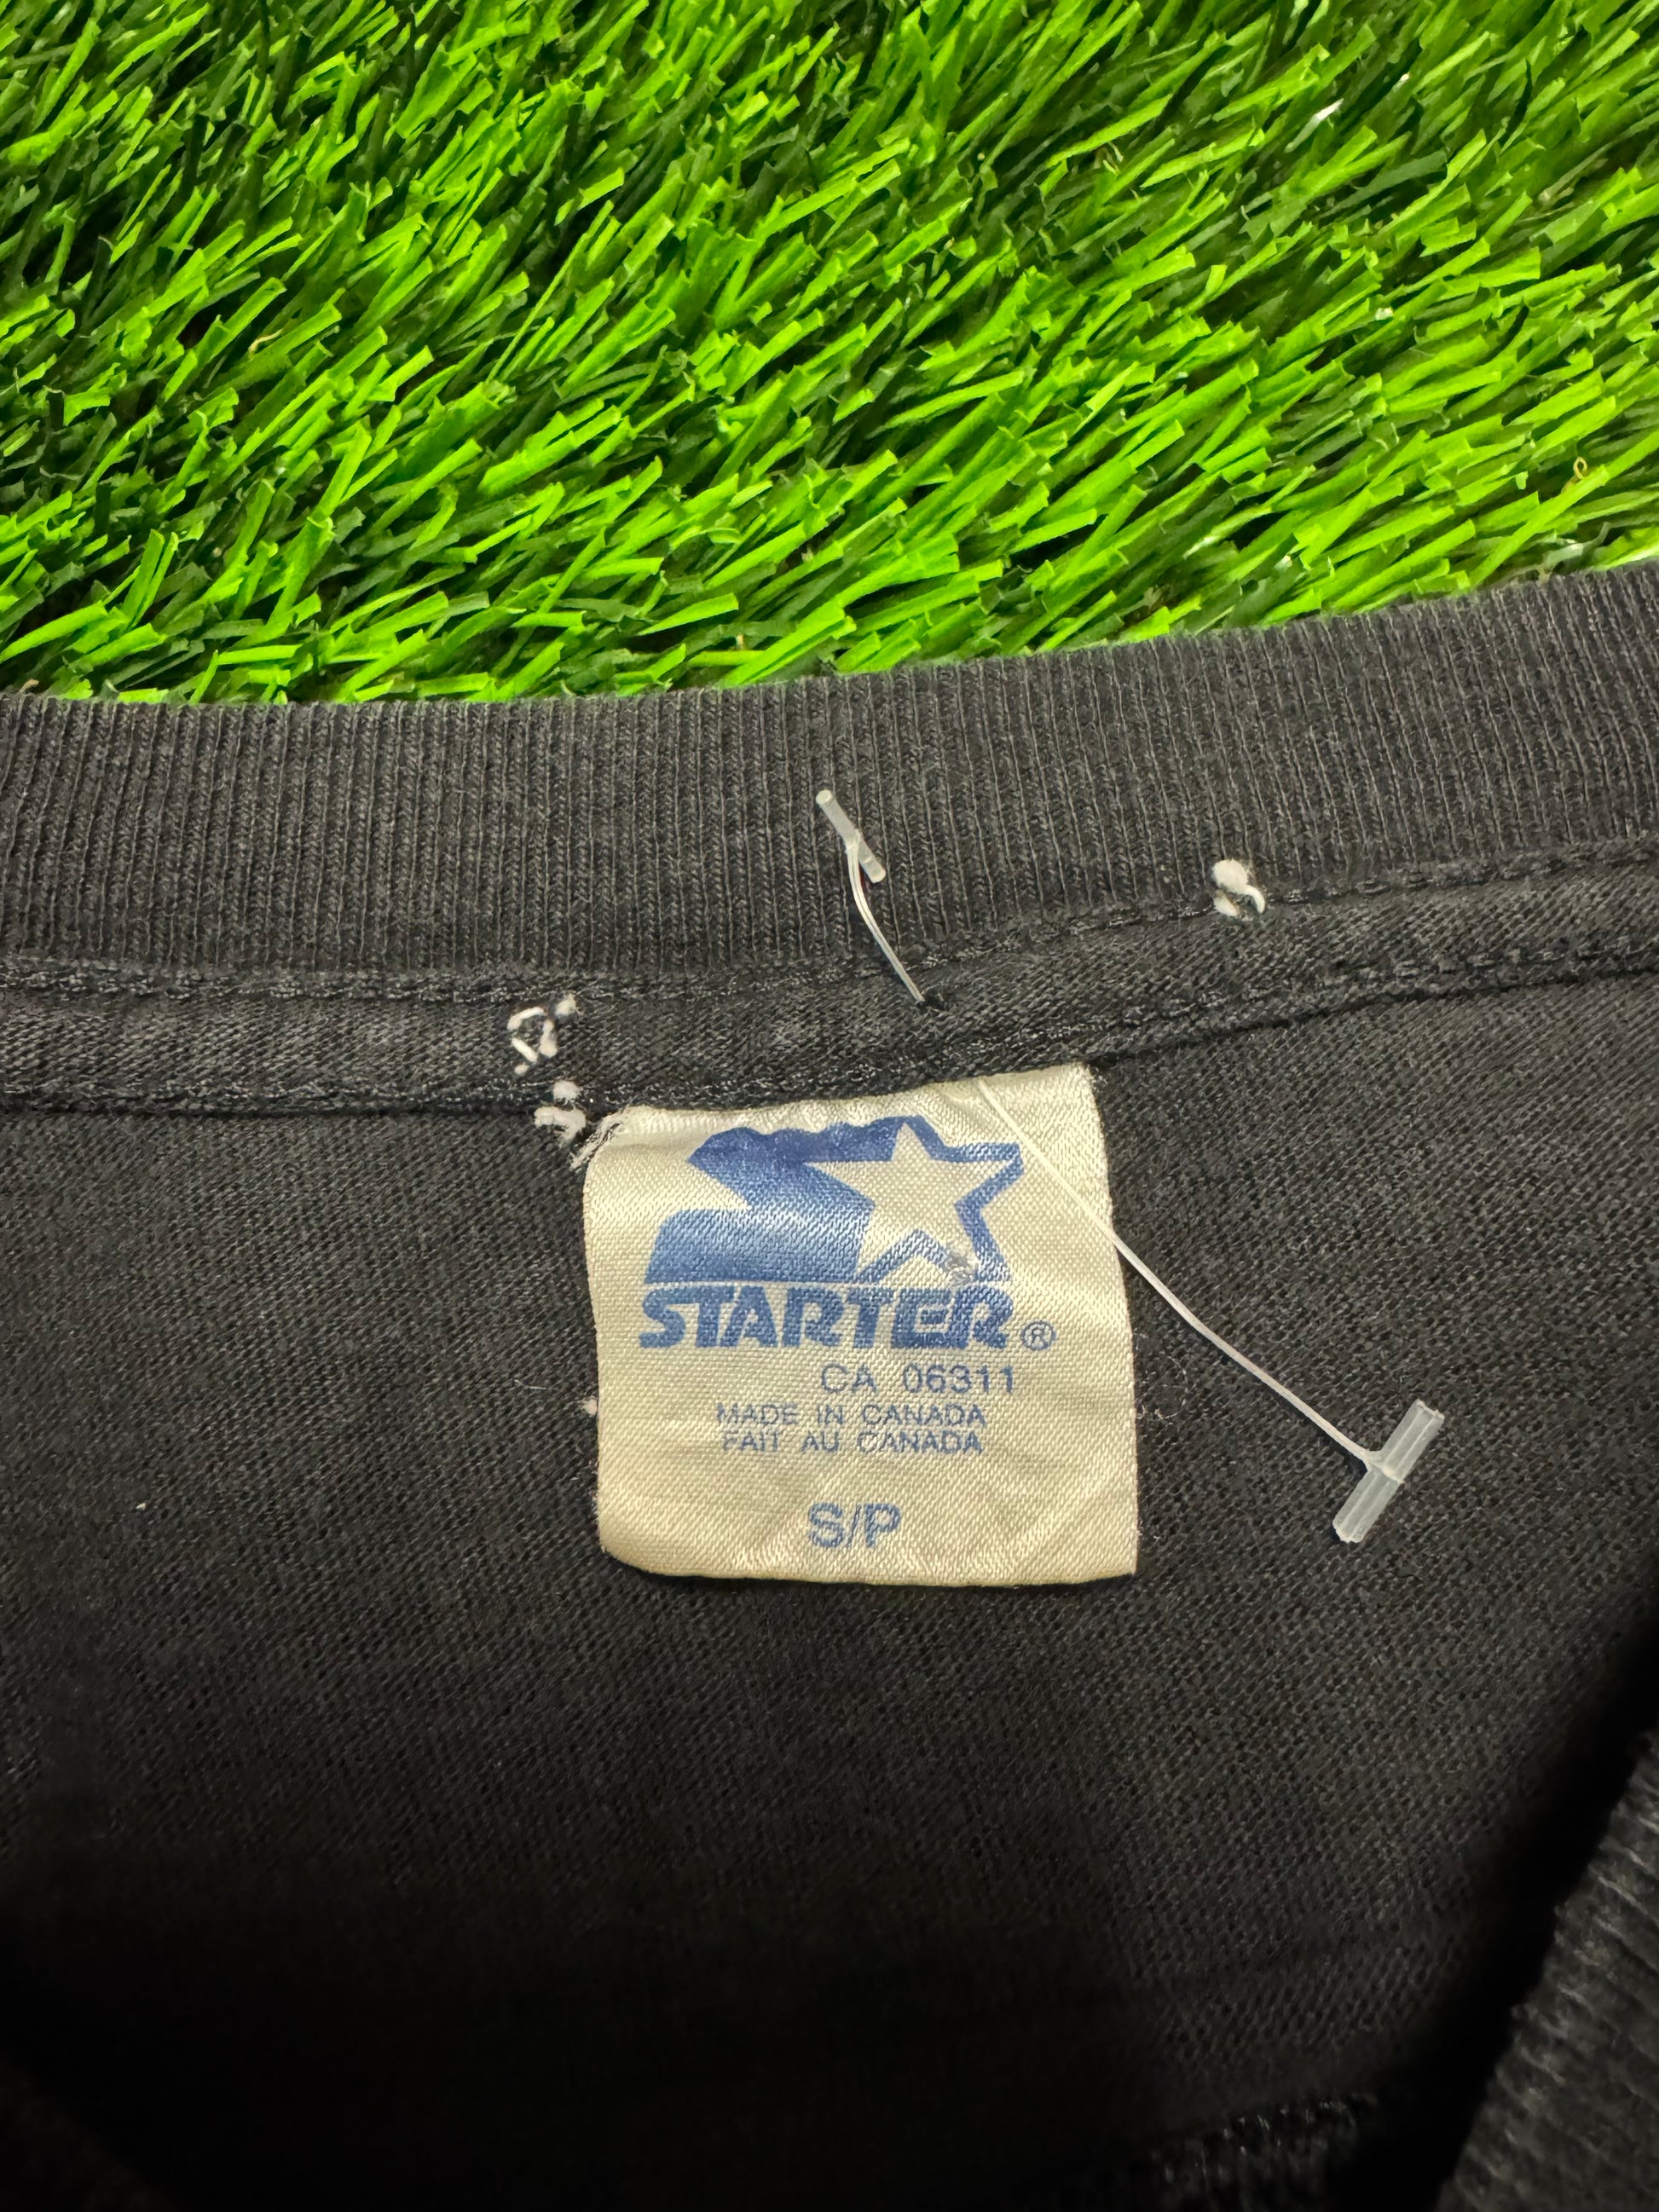 STARTER®
CA 06311
MADE IN CANADA
FAIT AU CANADA
S/P